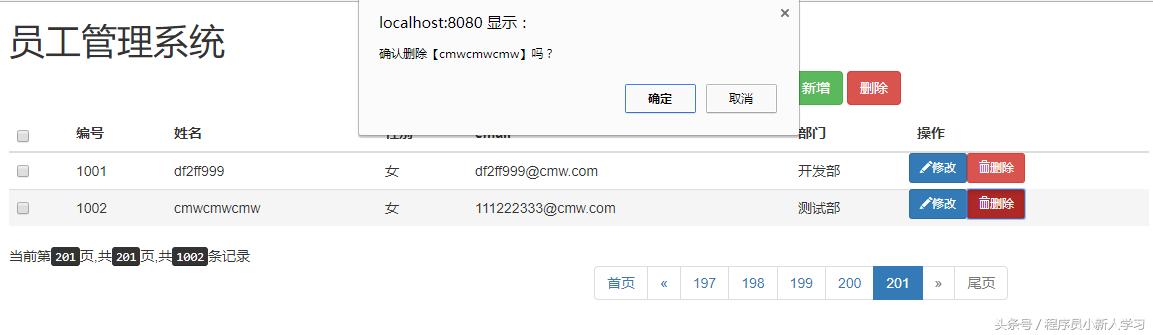 localhost:8080 显示：
×
员工管理系统
确认删除【cmwcmwcmw】吗？
确定 取消
新增 删除
编号 姓名 性别 email 部门 操作
1001 df2ff999 女 df2ff999@cmw.com 开发部 修改 删除
1002 cmwcmwcmw 女 111222333@cmw.com 测试部 修改 删除
当前第201页,共201页,共1002条记录
首页 « 197 198 199 200 201 » 尾页
头条号 / 程序员小新人学习